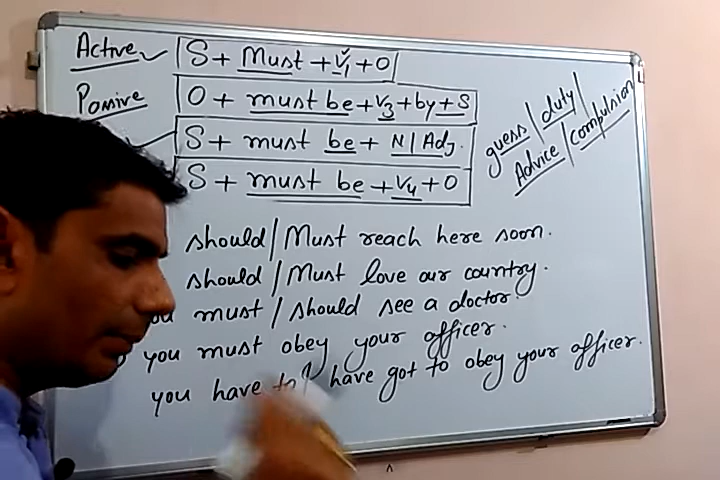 Active S + Must + V1 + O
Passive O + must be + V3 + by + S
S + must be + N / Adj.
S + must be + V4 + O
guess / duty /
Advice / compulsion
should / Must reach here soon.
should / Must love our country.
must / should see a doctor.
you must obey your officer.
you have to / have got to obey your officer.